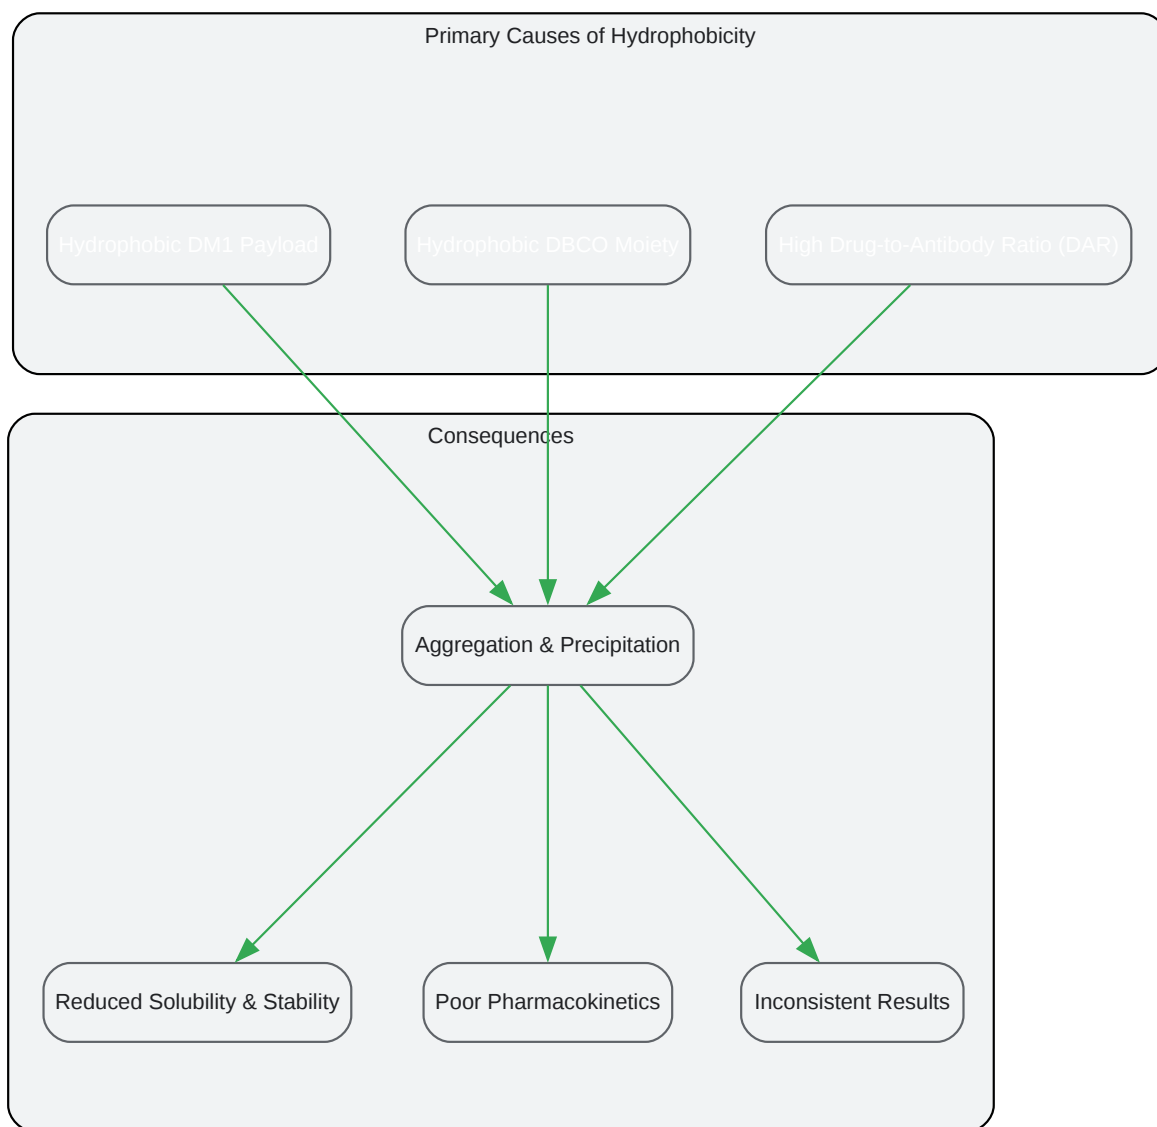 Primary Causes of Hydrophobicity
Hydrophobic DM1 Payload
Hydrophobic DBCO Moiety
High Drug-to-Antibody Ratio (DAR)
Consequences
Aggregation & Precipitation
Reduced Solubility & Stability
Poor Pharmacokinetics
Inconsistent Results